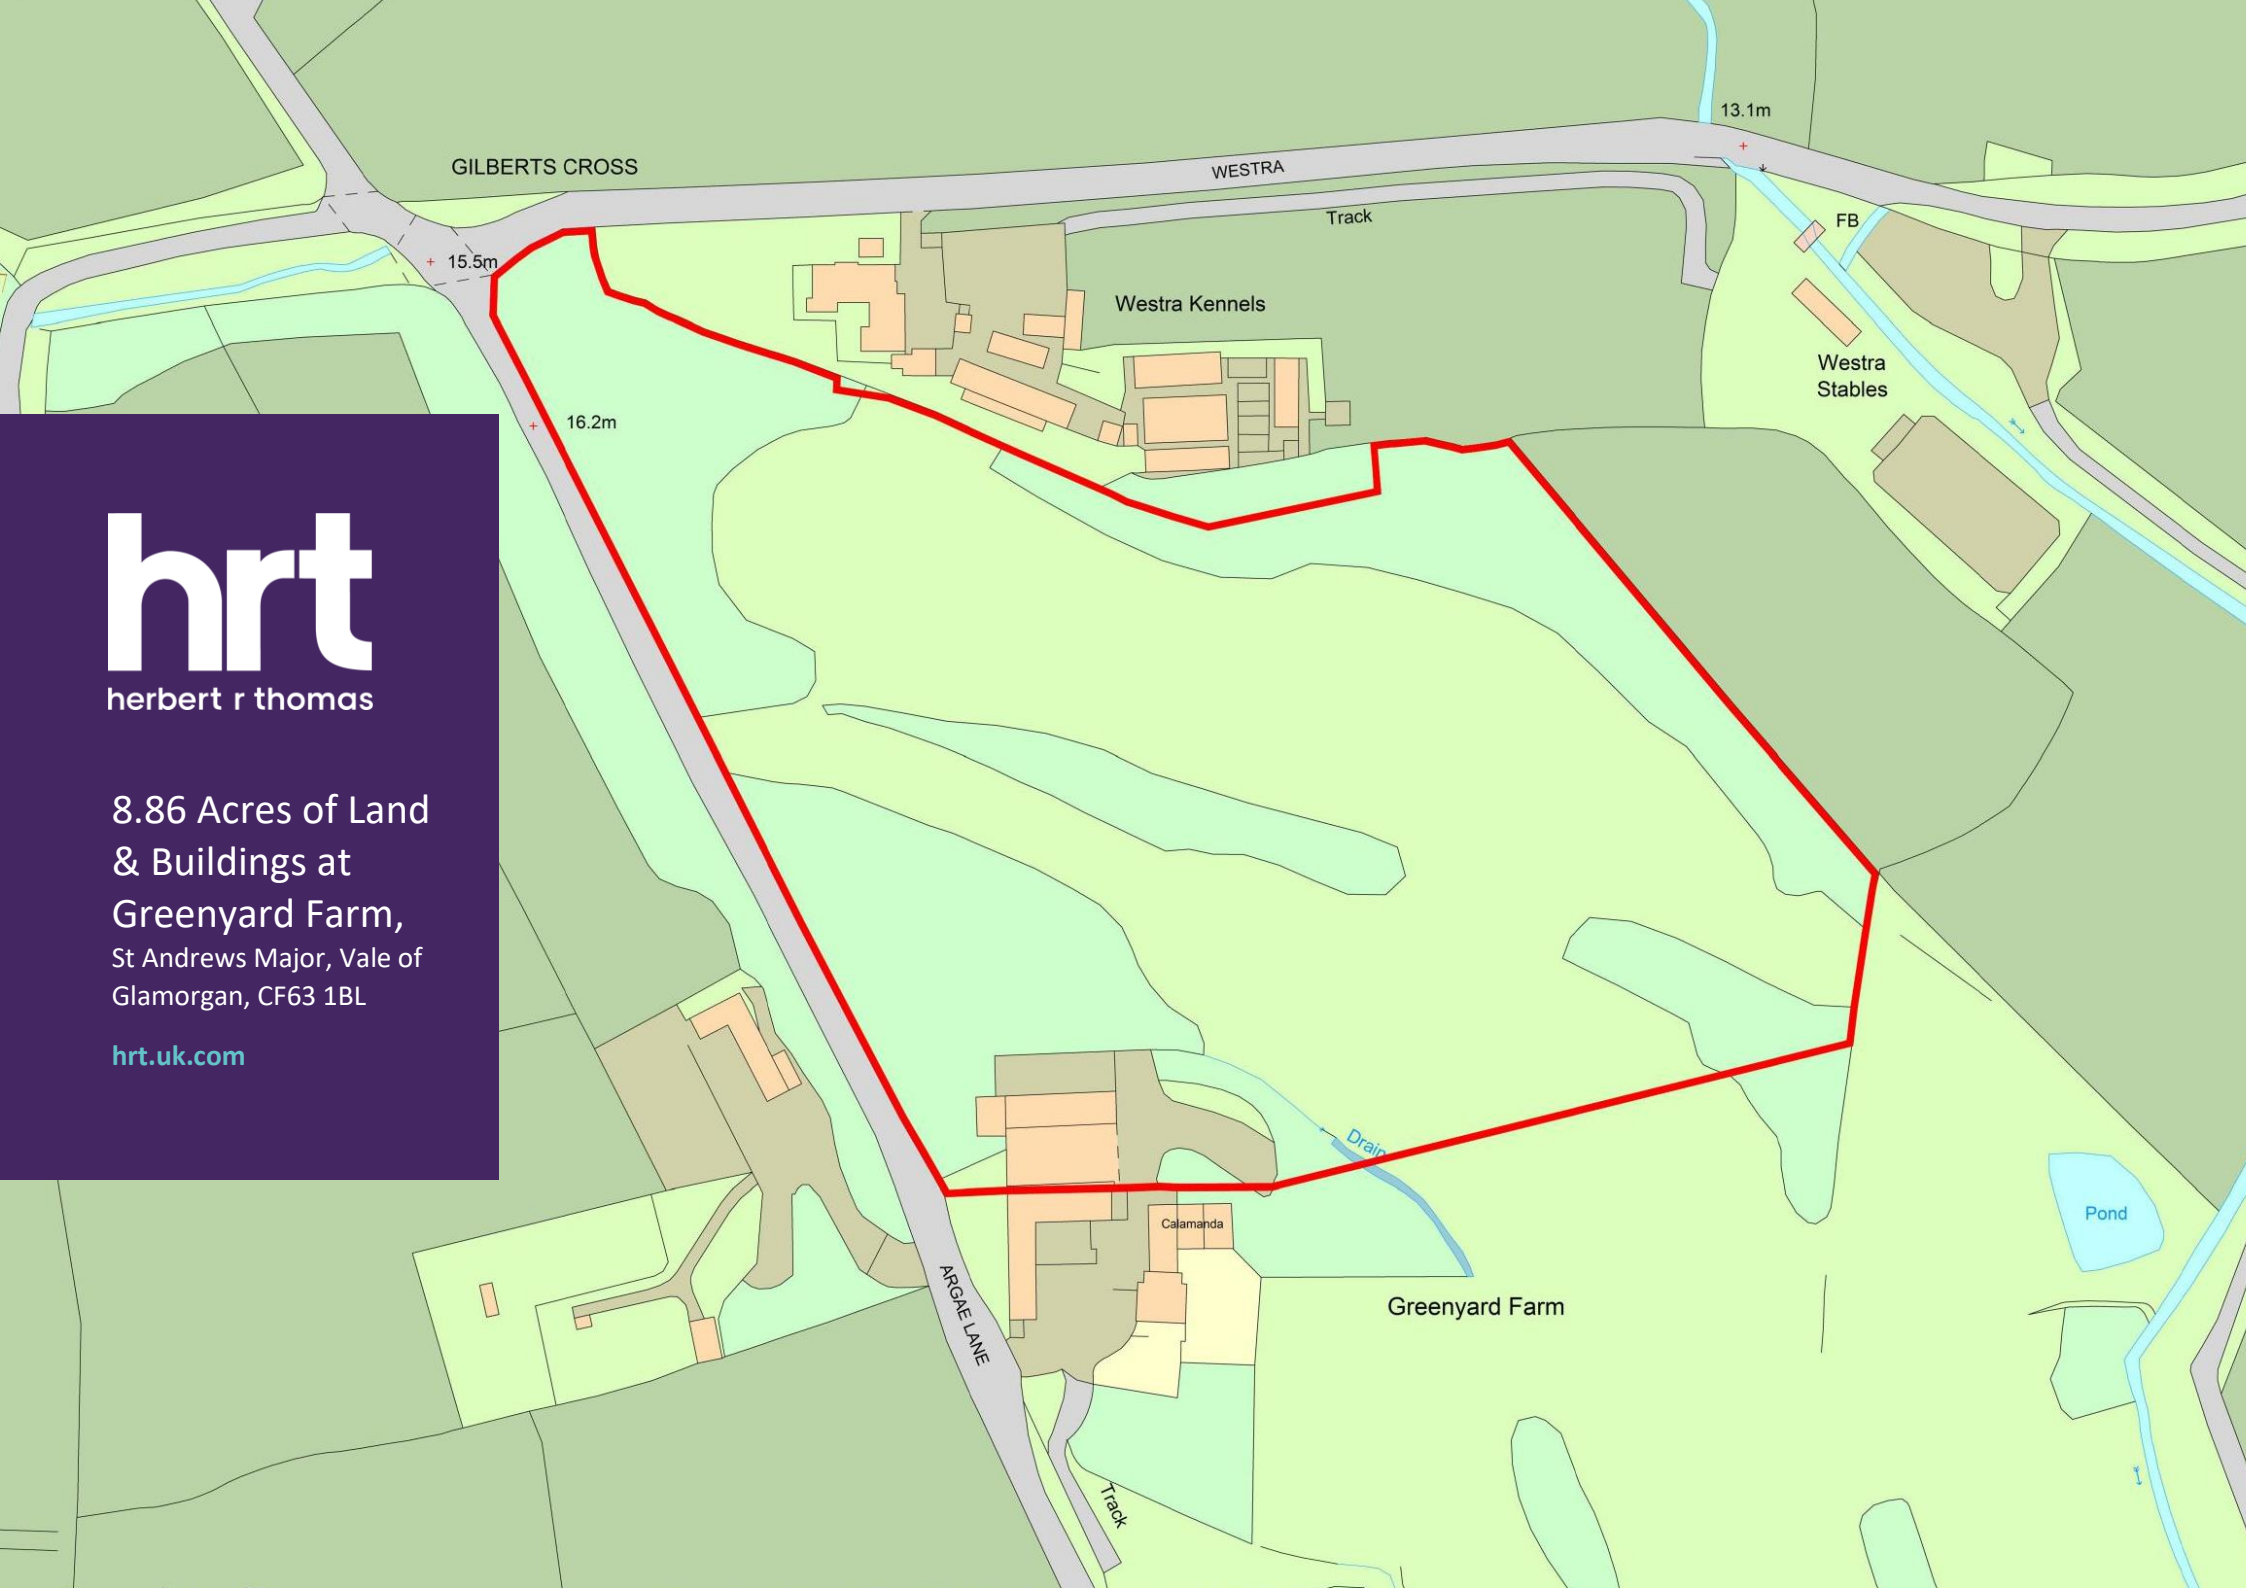 13.1m
GILBERTS CROSS
WESTRA
Track
FB
15.5m
Westra Kennels
Westra
Stables
16.2m
hrt
herbert r thomas
8.86 Acres of Land
& Buildings at
Greenyard Farm,
St Andrews Major, Vale of
Glamorgan, CF63 1BL
hrt.uk.com
Drain
Calamanda
Pond
ARGAE LANE
Greenyard Farm
Track